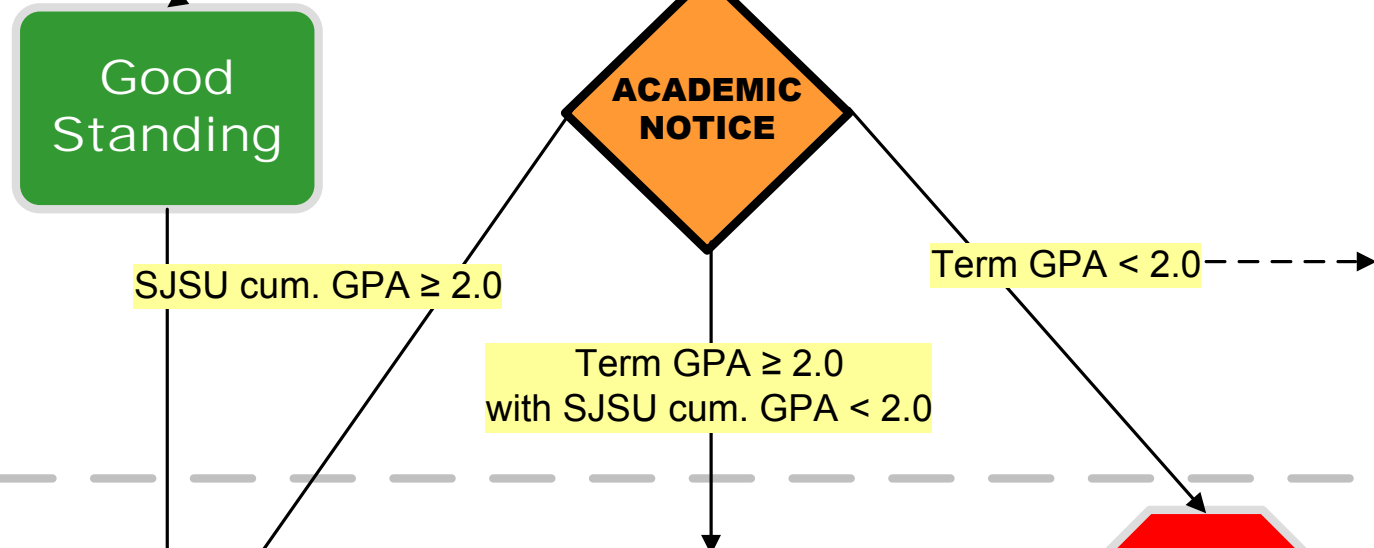 Good
Standing
ACADEMIC
NOTICE
SJSU cum. GPA ≥ 2.0
Term GPA < 2.0
Term GPA ≥ 2.0
with SJSU cum. GPA < 2.0